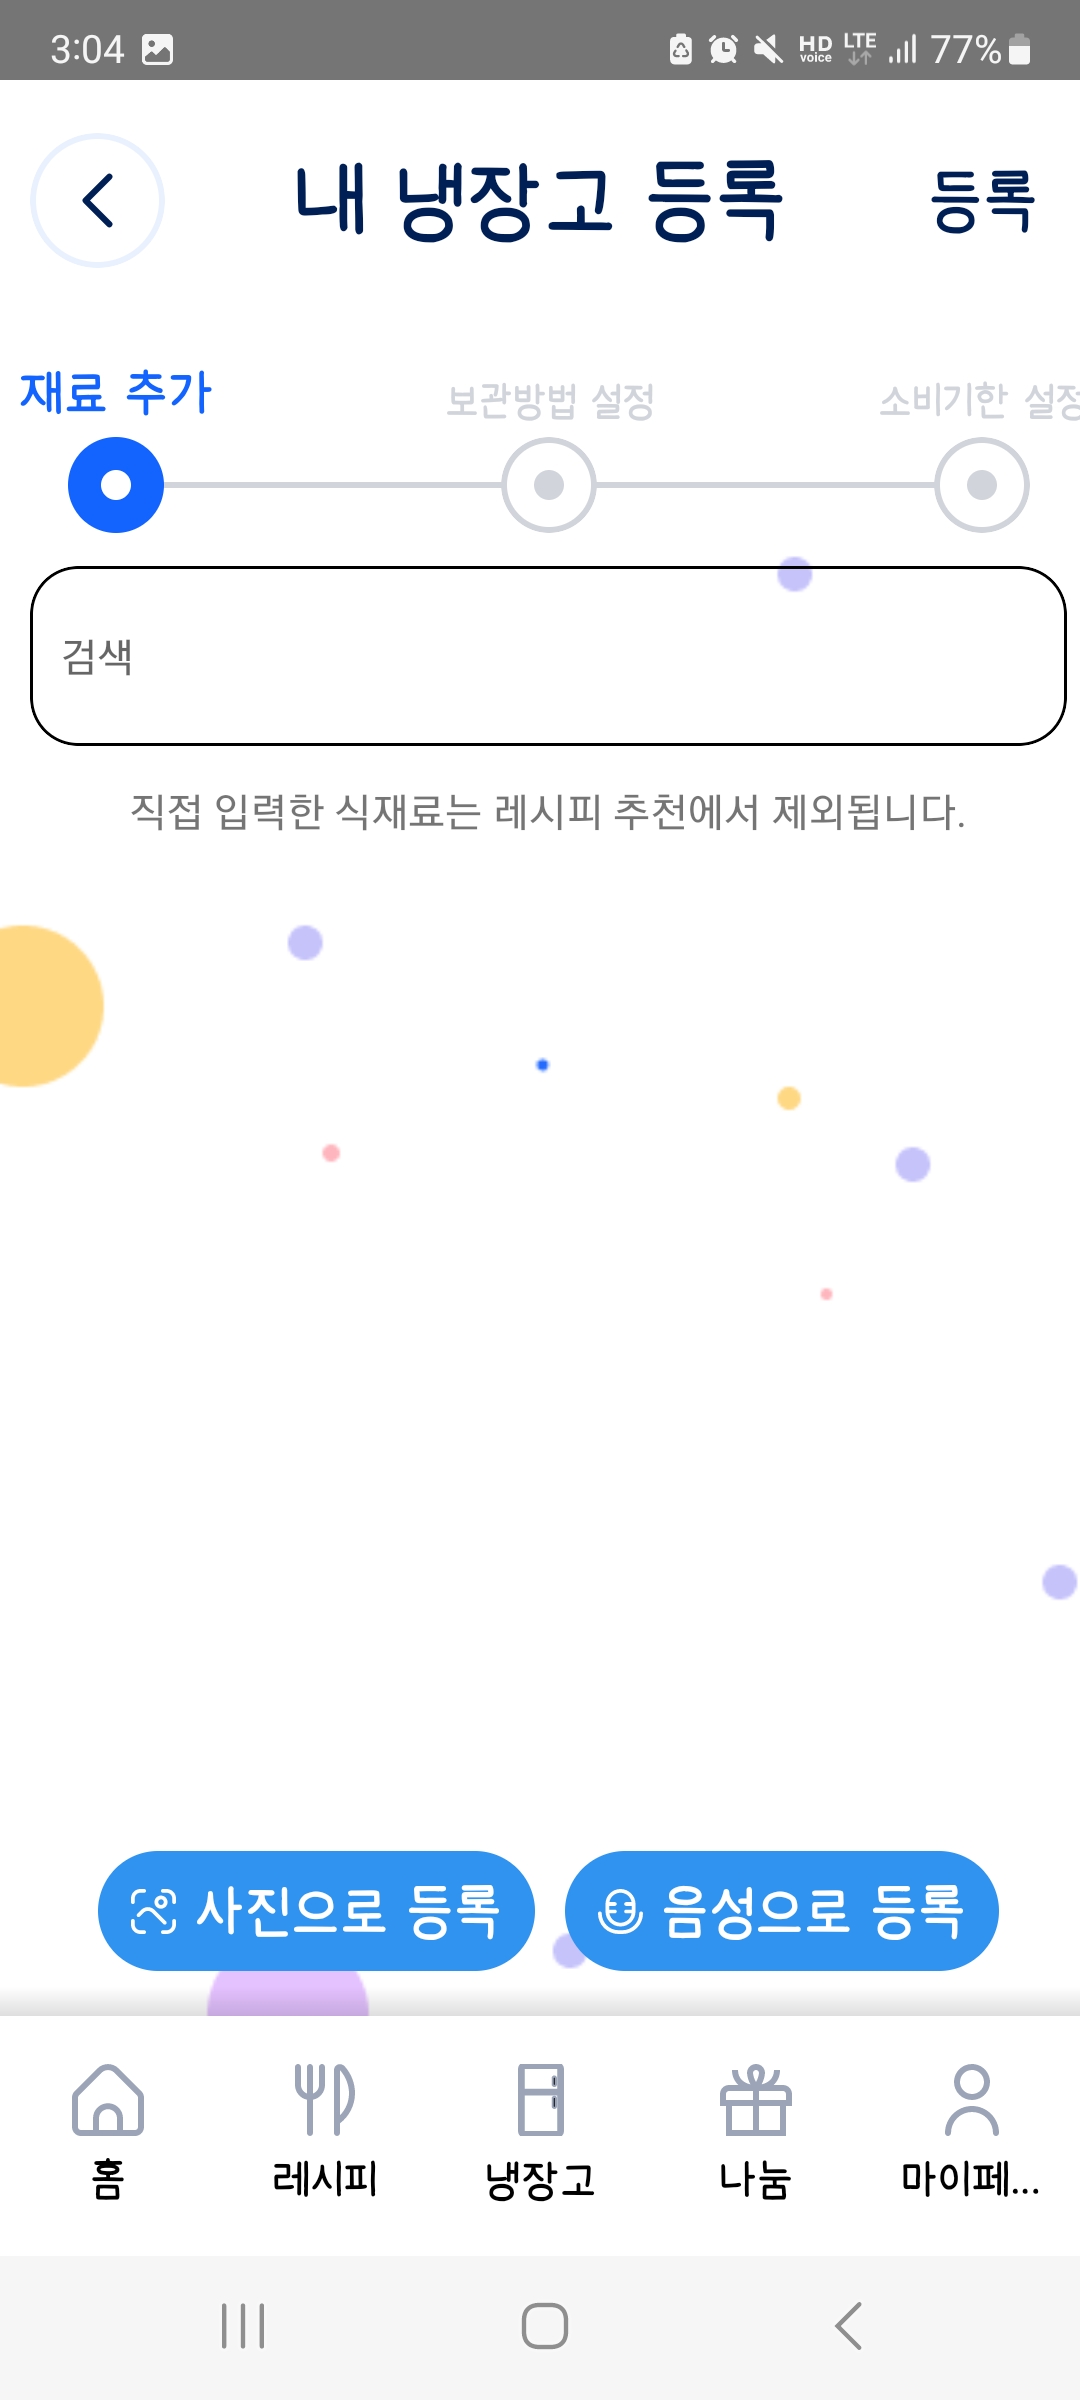 3:04 HD voice LTE 77%
내 냉장고 등록 등록
재료 추가 보관방법 설정 소비기한 설정
검색
직접 입력한 식재료는 레시피 추천에서 제외됩니다.
사진으로 등록 음성으로 등록
홈 레시피 냉장고 나눔 마이페...